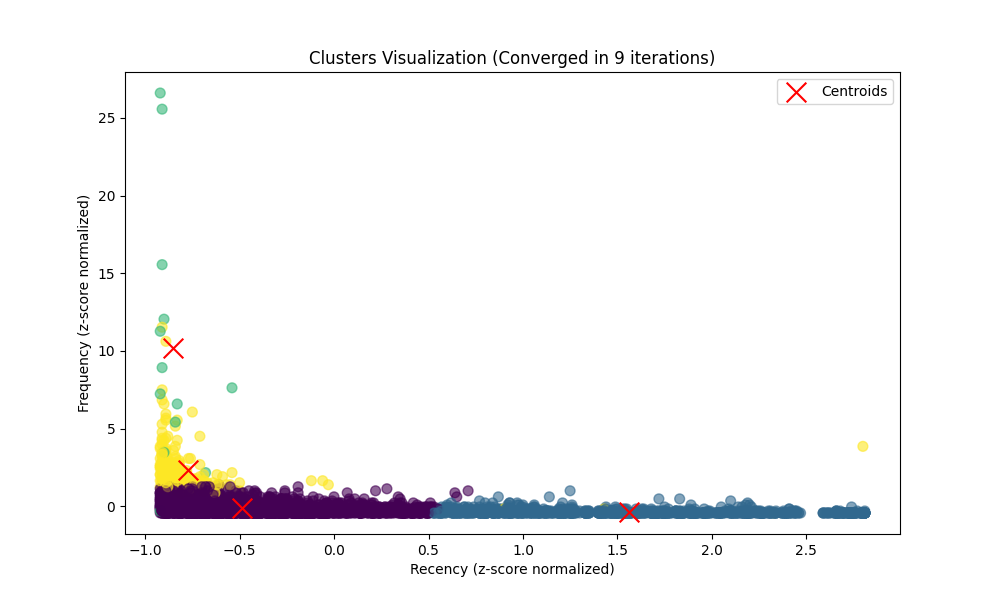 Clusters Visualization (Converged in 9 iterations)
Centroids
Frequency (z-score normalized)
25
20
15
10
5
0
−1.0 −0.5 0.0 0.5 1.0 1.5 2.0 2.5
Recency (z-score normalized)